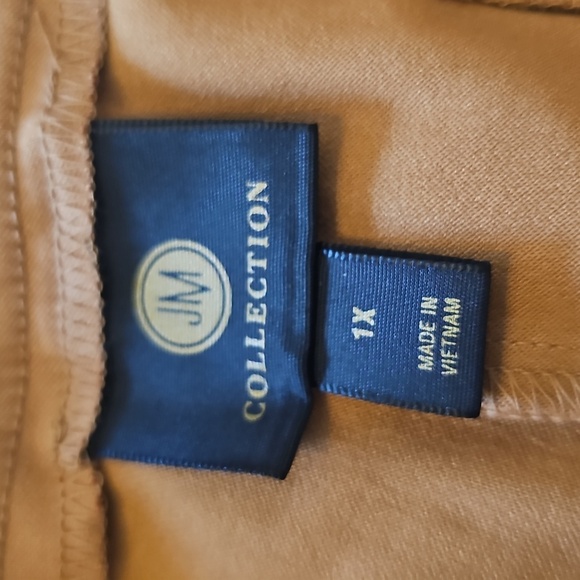 JM
COLLECTION
1X
MADE IN
VIETNAM